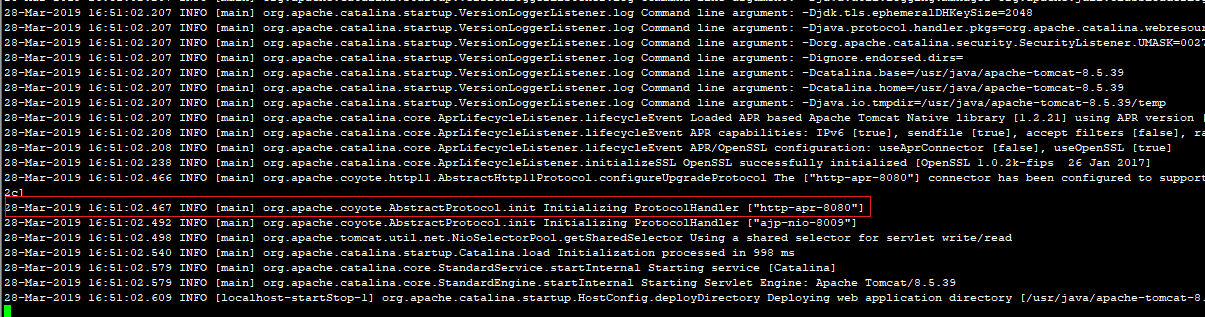 28-Mar-2019 16:51:02.207 INFO [main] org.apache.catalina.startup.VersionLoggerListener.log Command line argument: -Djdk.tls.ephemeralDHKeySize=2048
28-Mar-2019 16:51:02.207 INFO [main] org.apache.catalina.startup.VersionLoggerListener.log Command line argument: -Djava.protocol.handler.pkgs=org.apache.catalina.webresour
28-Mar-2019 16:51:02.207 INFO [main] org.apache.catalina.startup.VersionLoggerListener.log Command line argument: -Dorg.apache.catalina.security.SecurityListener.UMASK=0027
28-Mar-2019 16:51:02.207 INFO [main] org.apache.catalina.startup.VersionLoggerListener.log Command line argument: -Dignore.endorsed.dirs=
28-Mar-2019 16:51:02.207 INFO [main] org.apache.catalina.startup.VersionLoggerListener.log Command line argument: -Dcatalina.base=/usr/java/apache-tomcat-8.5.39
28-Mar-2019 16:51:02.207 INFO [main] org.apache.catalina.startup.VersionLoggerListener.log Command line argument: -Dcatalina.home=/usr/java/apache-tomcat-8.5.39
28-Mar-2019 16:51:02.207 INFO [main] org.apache.catalina.startup.VersionLoggerListener.log Command line argument: -Djava.io.tmpdir=/usr/java/apache-tomcat-8.5.39/temp
28-Mar-2019 16:51:02.207 INFO [main] org.apache.catalina.core.AprLifecycleListener.lifecycleEvent Loaded APR based Apache Tomcat Native library [1.2.21] using APR version [
28-Mar-2019 16:51:02.208 INFO [main] org.apache.catalina.core.AprLifecycleListener.lifecycleEvent APR capabilities: IPv6 [true], sendfile [true], accept filters [false], ra
28-Mar-2019 16:51:02.208 INFO [main] org.apache.catalina.core.AprLifecycleListener.lifecycleEvent APR/OpenSSL configuration: useAprConnector [false], useOpenSSL [true]
28-Mar-2019 16:51:02.238 INFO [main] org.apache.catalina.core.AprLifecycleListener.initializeSSL OpenSSL successfully initialized [OpenSSL 1.0.2k-fips  26 Jan 2017]
28-Mar-2019 16:51:02.466 INFO [main] org.apache.coyote.http11.AbstractHttp11Protocol.configureUpgradeProtocol The ["http-apr-8080"] connector has been configured to support
2c]
28-Mar-2019 16:51:02.467 INFO [main] org.apache.coyote.AbstractProtocol.init Initializing ProtocolHandler ["http-apr-8080"]
28-Mar-2019 16:51:02.492 INFO [main] org.apache.coyote.AbstractProtocol.init Initializing ProtocolHandler ["ajp-nio-8009"]
28-Mar-2019 16:51:02.498 INFO [main] org.apache.tomcat.util.net.NioSelectorPool.getSharedSelector Using a shared selector for servlet write/read
28-Mar-2019 16:51:02.540 INFO [main] org.apache.catalina.startup.Catalina.load Initialization processed in 998 ms
28-Mar-2019 16:51:02.579 INFO [main] org.apache.catalina.core.StandardService.startInternal Starting service [Catalina]
28-Mar-2019 16:51:02.579 INFO [main] org.apache.catalina.core.StandardEngine.startInternal Starting Servlet Engine: Apache Tomcat/8.5.39
28-Mar-2019 16:51:02.609 INFO [localhost-startStop-1] org.apache.catalina.startup.HostConfig.deployDirectory Deploying web application directory [/usr/java/apache-tomcat-8.